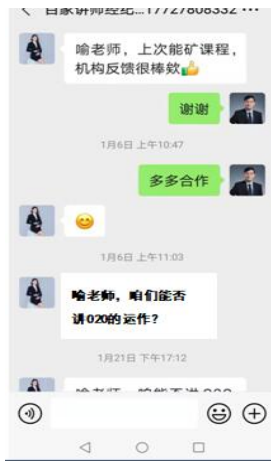 百家讲师经纪...17727808332 ...
喻老师，上次能矿课程，
机构反馈很棒欸👍
谢谢
1月6日 上午10:47
多多合作
😊
1月6日 上午11:03
喻老师，咱们能否
讲020的运作？
1月21日 下午17:12